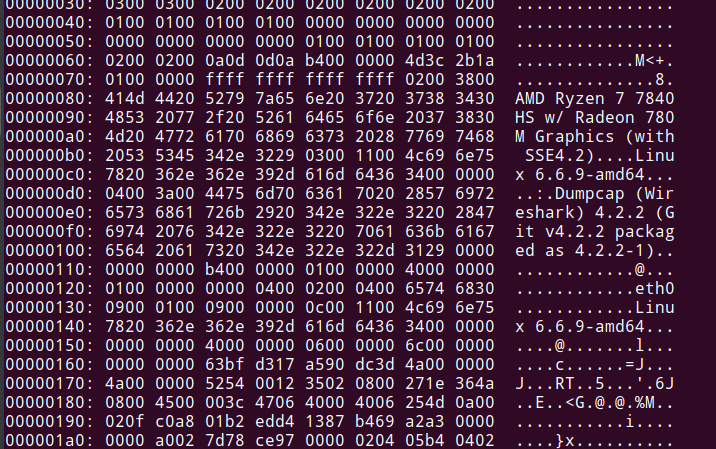 00000030: 0300 0300 0200 0200 0200 0200 0200 0200  ................
00000040: 0100 0100 0100 0100 0000 0000 0000 0000  ................
00000050: 0000 0000 0000 0000 0100 0100 0100 0100  ................
00000060: 0200 0200 0a0d 0d0a b400 0000 4d3c 2b1a  ............M<+.
00000070: 0100 0000 ffff ffff ffff ffff 0200 3800  ..............8.
00000080: 414d 4420 5279 7a65 6e20 3720 3738 3430  AMD Ryzen 7 7840
00000090: 4853 2077 2f20 5261 6465 6f6e 2037 3830  HS w/ Radeon 780
000000a0: 4d20 4772 6170 6869 6373 2028 7769 7468  M Graphics (with
000000b0: 2053 5345 342e 3229 0300 1100 4c69 6e75   SSE4.2)....Linu
000000c0: 7820 362e 362e 392d 616d 6436 3400 0000  x 6.6.9-amd64...
000000d0: 0400 3a00 4475 6d70 6361 7020 2857 6972  ..:.Dumpcap (Wir
000000e0: 6573 6861 726b 2920 342e 322e 3220 2847  eshark) 4.2.2 (G
000000f0: 6974 2076 342e 322e 3220 7061 636b 6167  it v4.2.2 packag
00000100: 6564 2061 7320 342e 322e 322d 3129 0000  ed as 4.2.2-1)..
00000110: 0000 0000 b400 0000 0100 0000 4000 0000  ............@...
00000120: 0100 0000 0000 0400 0200 0400 6574 6830  ............eth0
00000130: 0900 0100 0900 0000 0c00 1100 4c69 6e75  ............Linu
00000140: 7820 362e 362e 392d 616d 6436 3400 0000  x 6.6.9-amd64...
00000150: 0000 0000 4000 0000 0600 0000 6c00 0000  ....@.......l...
00000160: 0000 0000 63bf d317 a590 dc3d 4a00 0000  ....c......=J...
00000170: 4a00 0000 5254 0012 3502 0800 271e 364a  J...RT..5...'.6J
00000180: 0800 4500 003c 4706 4000 4006 254d 0a00  ..E..<G.@.@.%M..
00000190: 020f c0a8 01b2 edd4 1387 b469 a2a3 0000  ...........i....
000001a0: 0000 a002 7d78 ce97 0000 0204 05b4 0402  ....}x..........